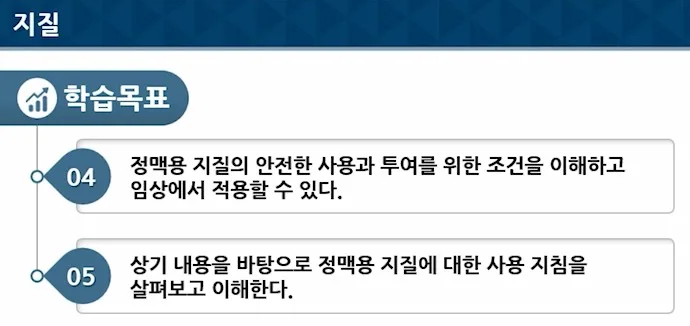 지질
학습목표
04
정맥용 지질의 안전한 사용과 투여를 위한 조건을 이해하고
임상에서 적용할 수 있다.
05
상기 내용을 바탕으로 정맥용 지질에 대한 사용 지침을
살펴보고 이해한다.